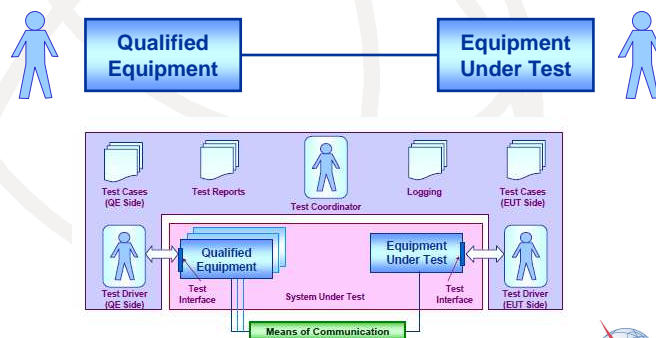 Qualified
Equipment
Equipment
Under Test
Test Cases
(QE Side)
Test Reports
Test Coordinator
Logging
Test Cases
(EUT Side)
Qualified
Equipment
Equipment
Under Test
Test Driver
(QE Side)
Test
Interface
System Under Test
Test
Interface
Test Driver
(EUT Side)
Means of Communication